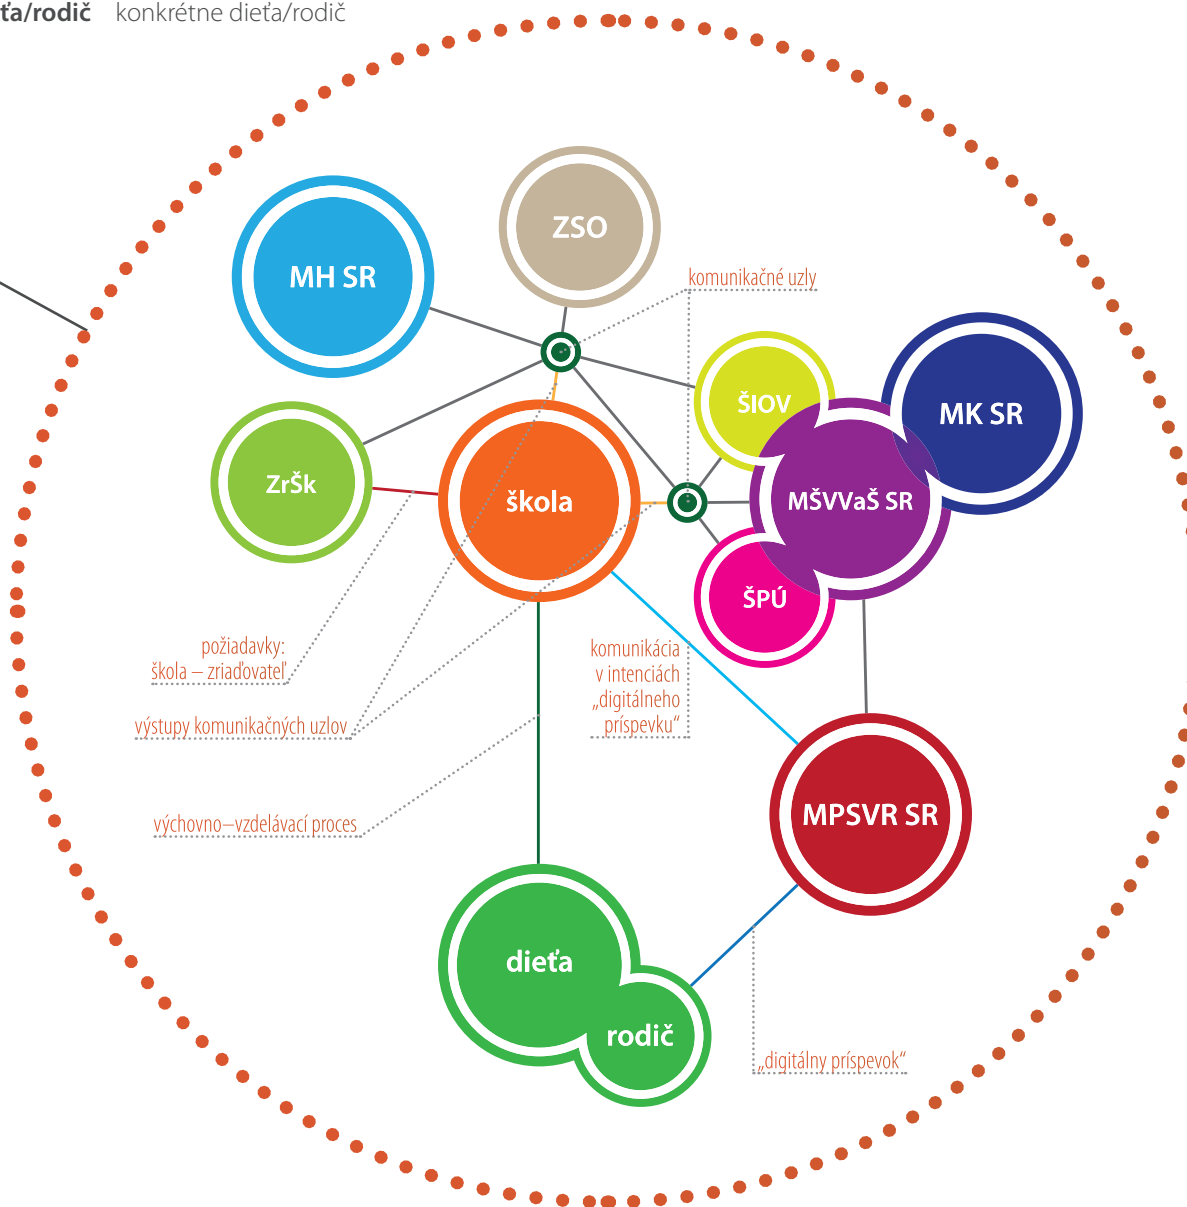 ťa/rodič konkrétne dieťa/rodič
ZSO
MH SR
komunikačné uzly
ŠIOV
MK SR
ZrŠk
škola
MŠVVaŠ SR
ŠPÚ
požiadavky:
škola – zriaďovateľ
komunikácia
v intenciách
„digitálneho
príspevku“
výstupy komunikačných uzlov
výchovno–vzdelávací proces
MPSVR SR
dieťa
rodič
„digitálny príspevok“